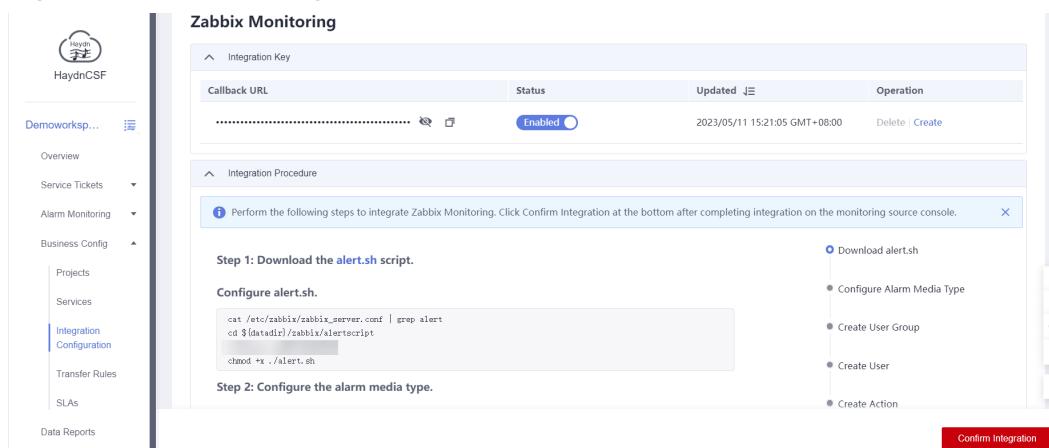 Zabbix Monitoring
Haydn
HaydnCSF
Integration Key
Callback URL Status Updated Operation
Enabled 2023/05/11 15:21:05 GMT+08:00 Delete Create
Demoworksp...
Overview
Service Tickets
Alarm Monitoring
Business Config
Projects
Services
Integration
Configuration
Transfer Rules
SLAs
Data Reports
Integration Procedure
Perform the following steps to integrate Zabbix Monitoring. Click Confirm Integration at the bottom after completing integration on the monitoring source console.
Step 1: Download the alert.sh script.
Configure alert.sh.
cat /etc/zabbix/zabbix_server.conf | grep alert
cd ${datadir}/zabbix/alertscript
chmod +x ./alert.sh
Step 2: Configure the alarm media type.
Download alert.sh
Configure Alarm Media Type
Create User Group
Create User
Create Action
Confirm Integration